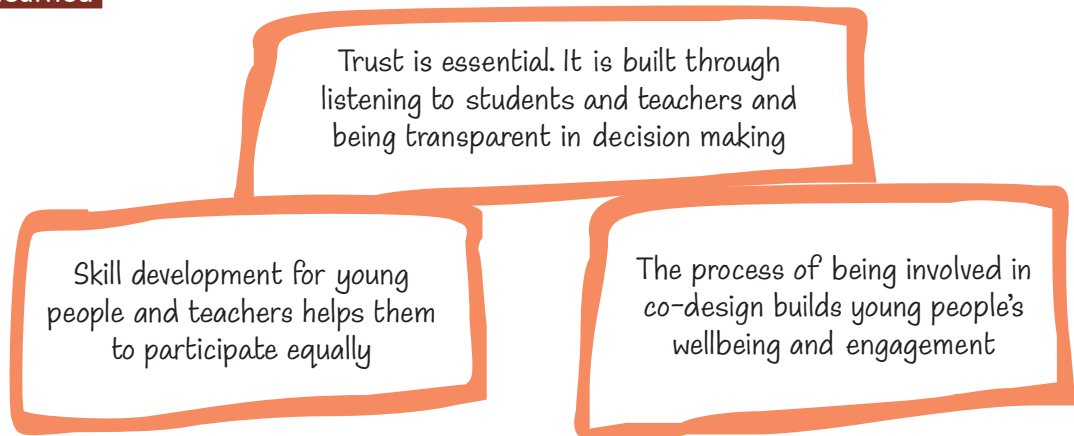 Trust is essential. It is built through
listening to students and teachers and
being transparent in decision making
Skill development for young
people and teachers helps them
to participate equally
The process of being involved in
co-design builds young people's
wellbeing and engagement